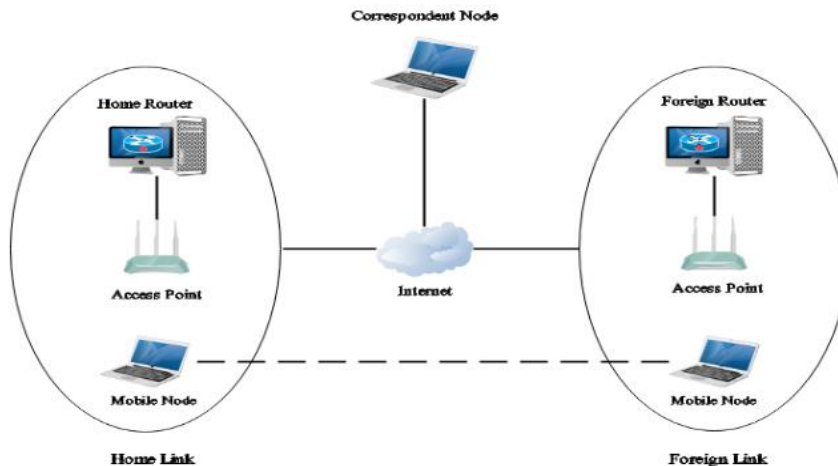 Correspondent Node
Home Router
Foreign Router
Access Point
Internet
Access Point
Mobile Node
Mobile Node
Home Link
Foreign Link